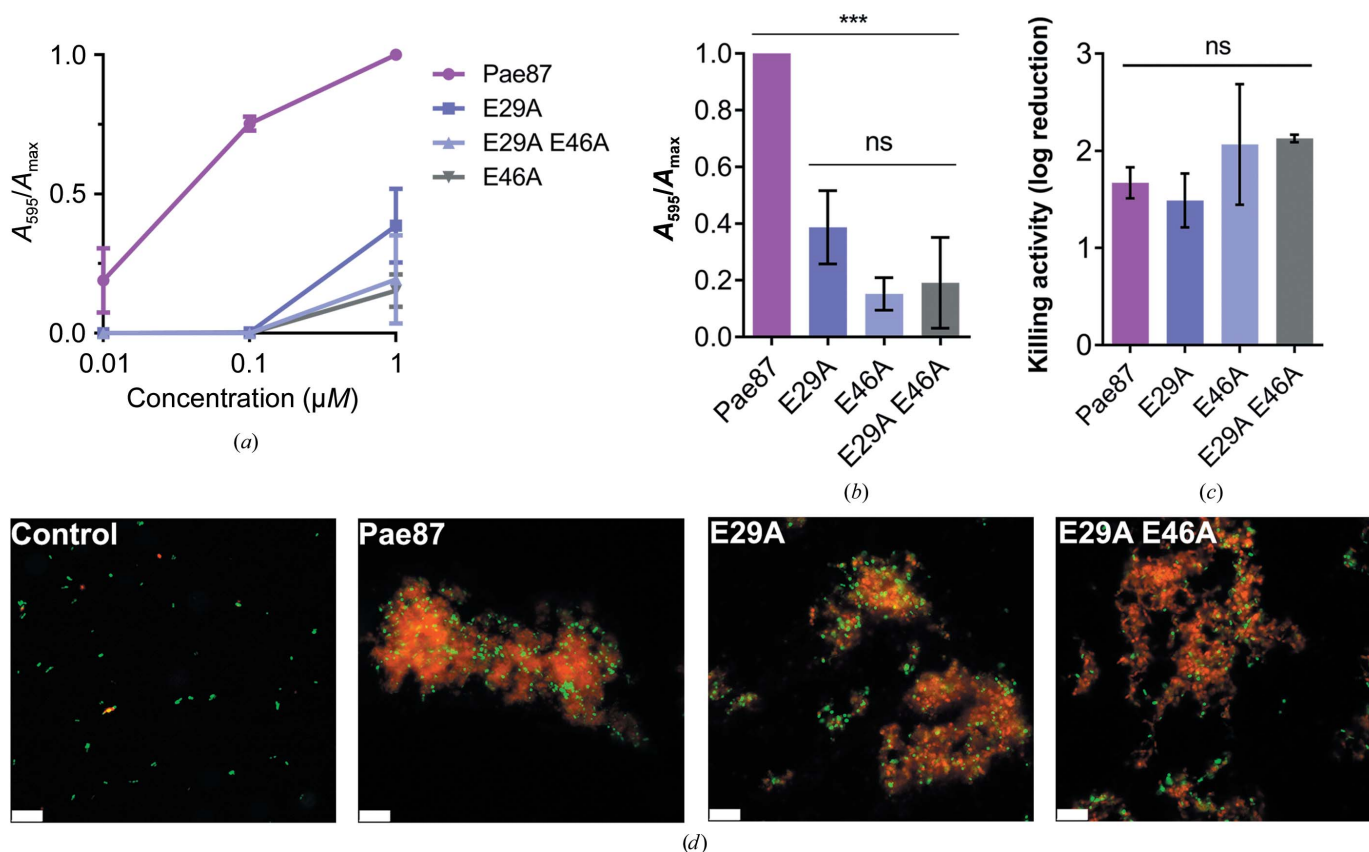 1.0
0.5
0.0
A595/Amax
0.01 0.1 1
Concentration (μM)
Pae87
E29A
E29A E46A
E46A
(a)
***
ns
1.0
0.8
0.6
0.4
0.2
0.0
A595/Amax
Pae87
E29A
E46A
E29A E46A
(b)
ns
3
2
1
0
Killing activity (log reduction)
Pae87
E29A
E46A
E29A E46A
(c)
Control
Pae87
E29A
E29A E46A
(d)